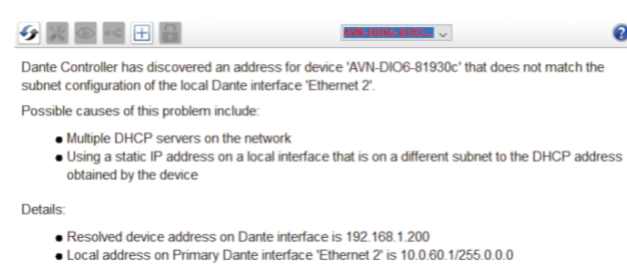 AVN-DIO6-8193...
Dante Controller has discovered an address for device 'AVN-DIO6-81930c' that does not match the
subnet configuration of the local Dante interface 'Ethernet 2'.
Possible causes of this problem include:
● Multiple DHCP servers on the network
● Using a static IP address on a local interface that is on a different subnet to the DHCP address
obtained by the device
Details:
● Resolved device address on Dante interface is 192.168.1.200
● Local address on Primary Dante interface 'Ethernet 2' is 10.0.60.1/255.0.0.0